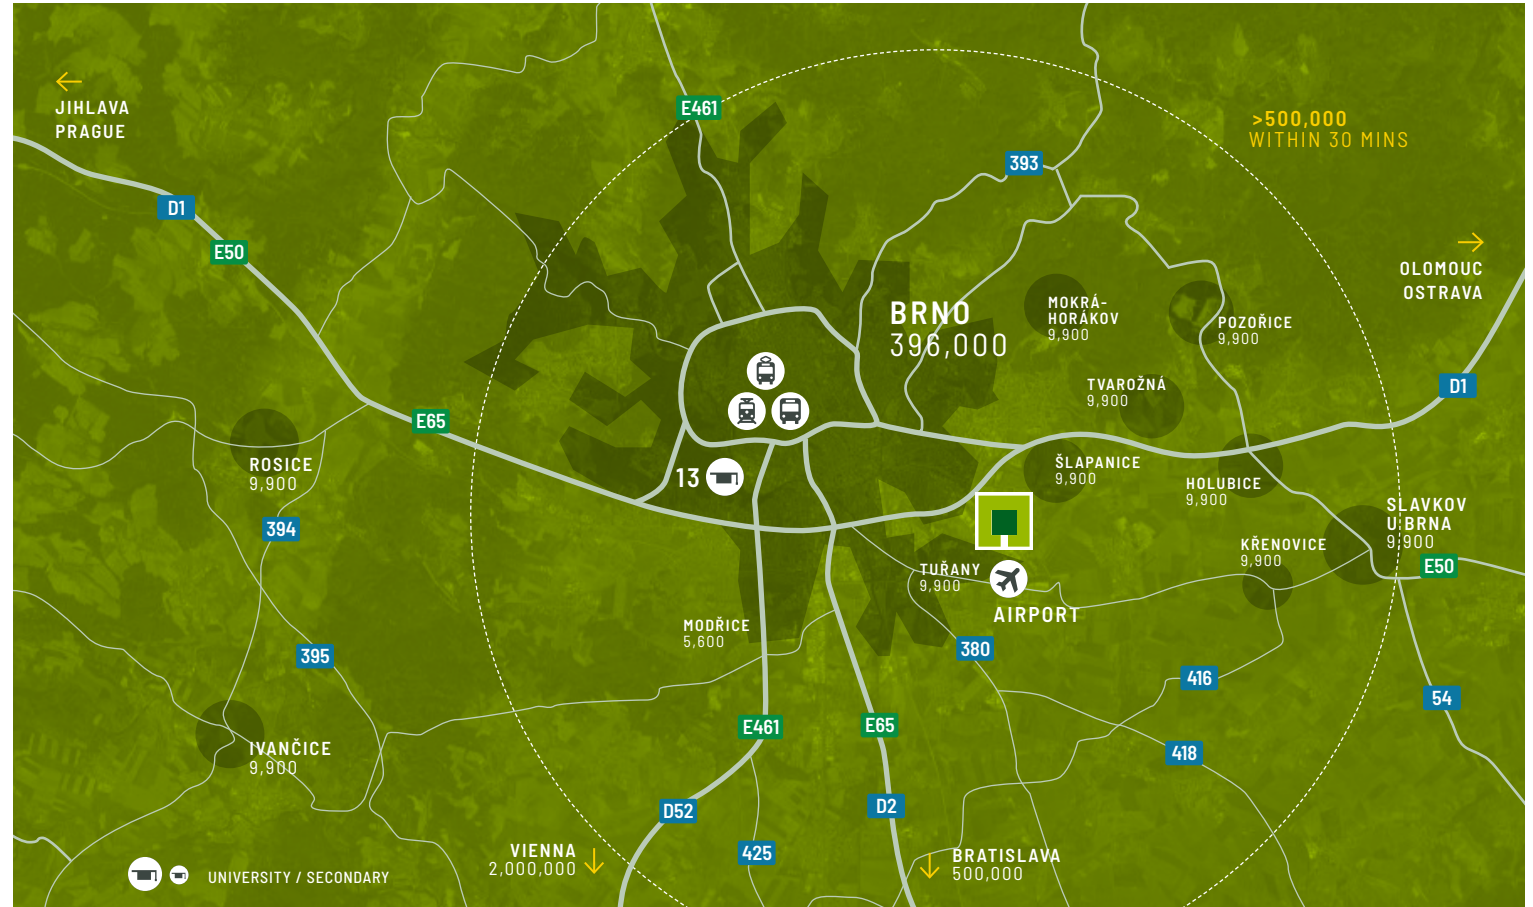 E461
JIHLAVA
PRAGUE
>500,000
WITHIN 30 MINS
393
D1
E50
OLOMOUC
OSTRAVA
BRNO
396,000
MOKRÁ-
HORÁKOV
9,900
POZOŘICE
9,900
TVAROŽNÁ
9,900
D1
E65
ROSICE
9,900
13
ŠLAPANICE
9,900
HOLUBICE
9,900
SLAVKOV
U BRNA
9,900
394
KŘENOVICE
9,900
E50
TUŘANY
9,900
AIRPORT
MODŘICE
5,600
395
380
416
54
E461
E65
418
IVANČICE
9,900
D52
D2
425
VIENNA
2,000,000
BRATISLAVA
500,000
UNIVERSITY / SECONDARY